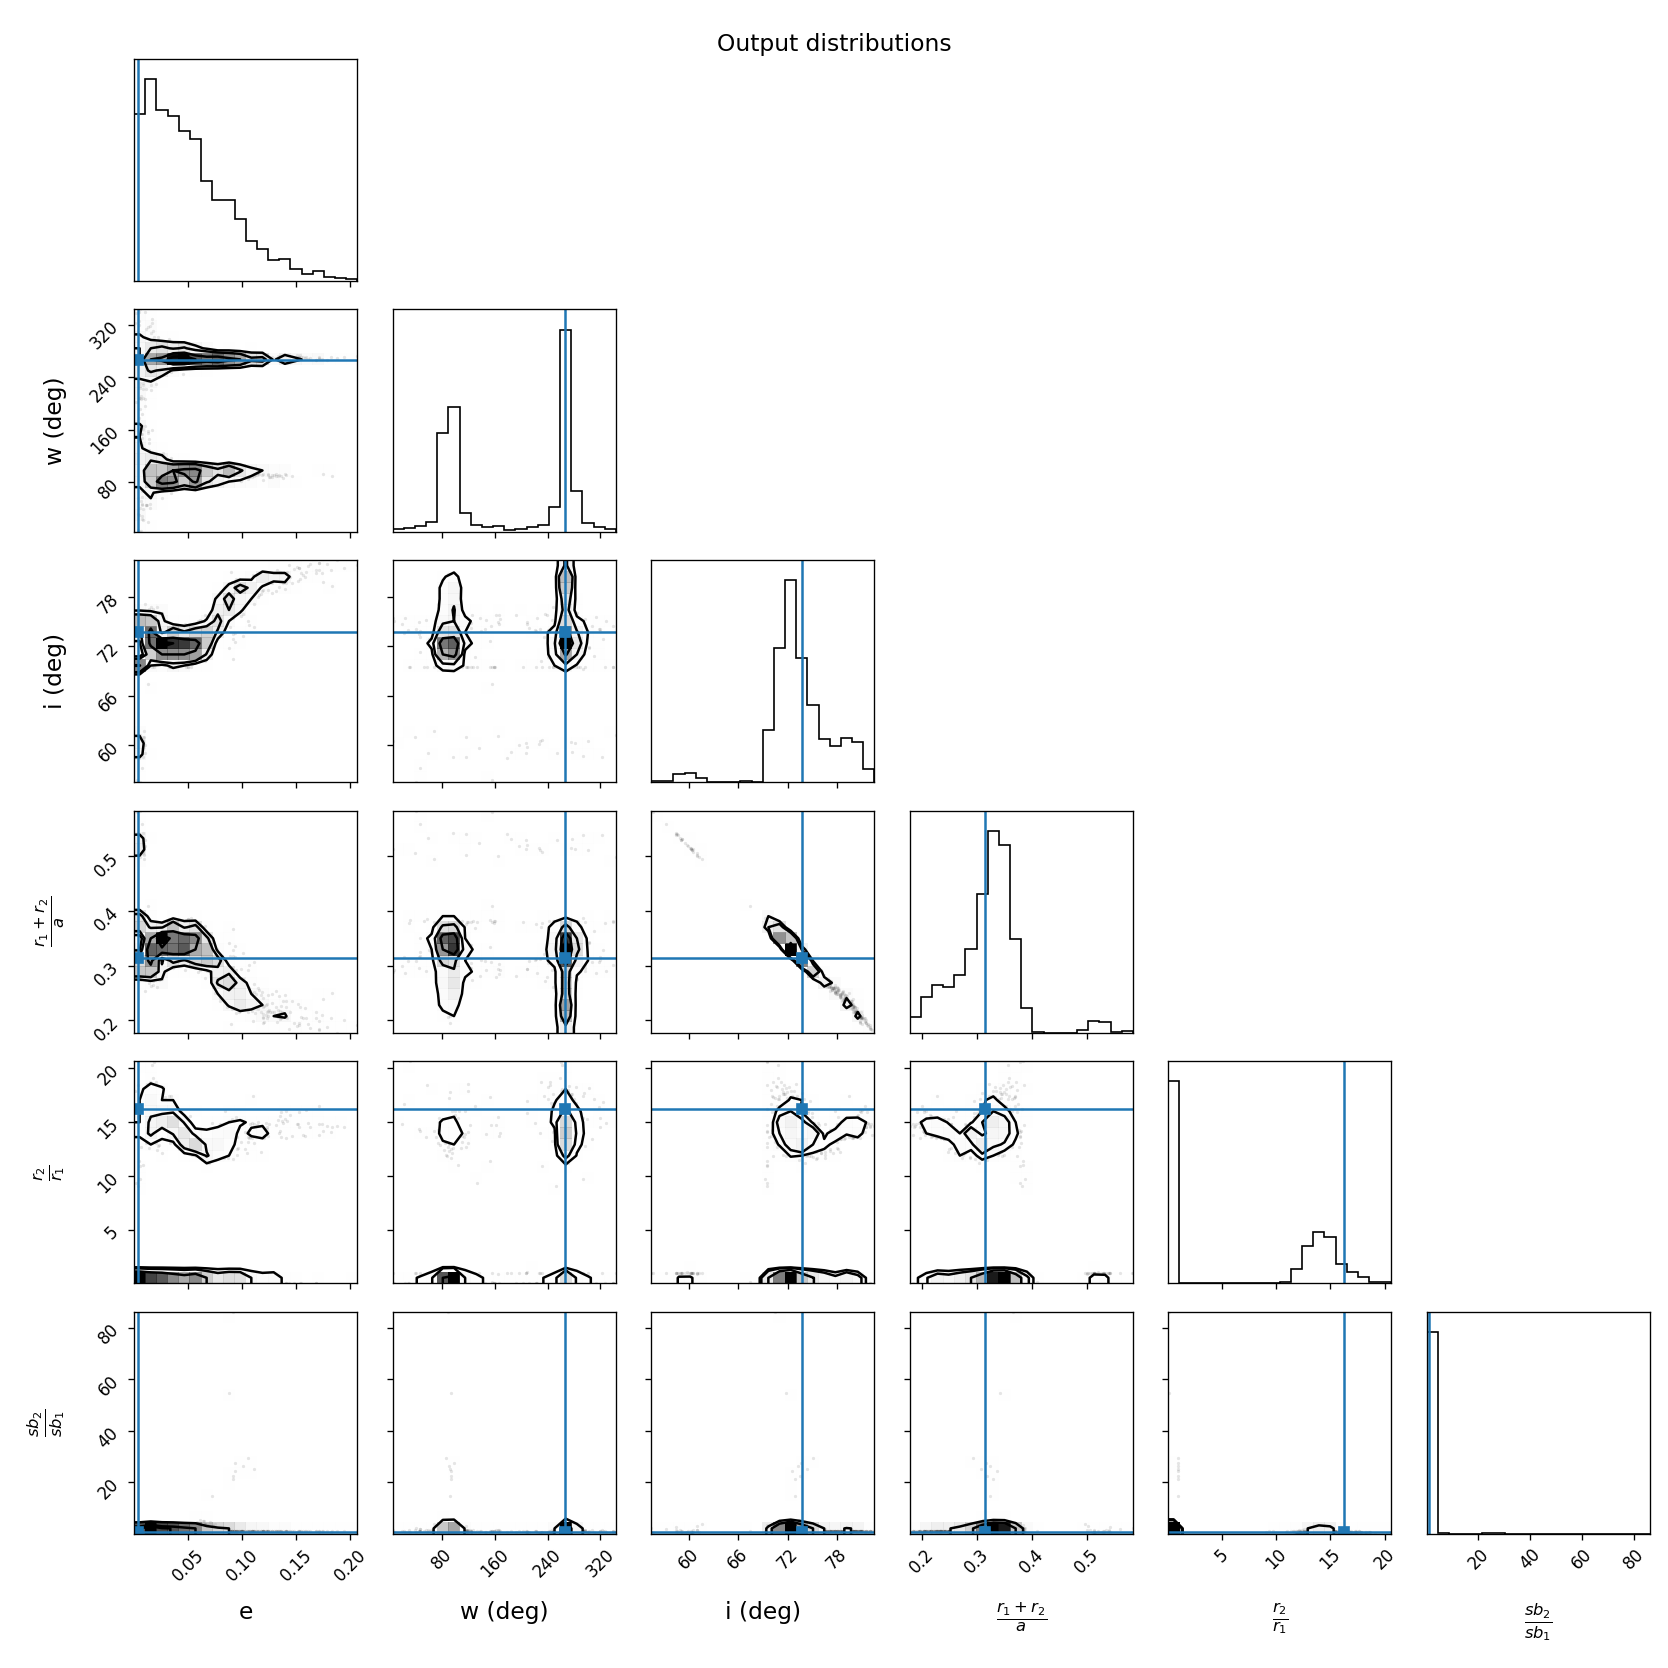 Output distributions
320
240
160
80
w (deg)
78
72
66
60
i (deg)
0.5
0.4
0.3
0.2
r₁ + r₂
a
20
15
10
5
r₂
r₁
80
60
40
20
sb₂
sb₁
0.05 0.10 0.15 0.20 80 160 240 320 60 66 72 78 0.2 0.3 0.4 0.5 5 10 15 20 20 40 60 80
e w (deg) i (deg) r₁ + r₂ r₂ sb₂
a r₁ sb₁